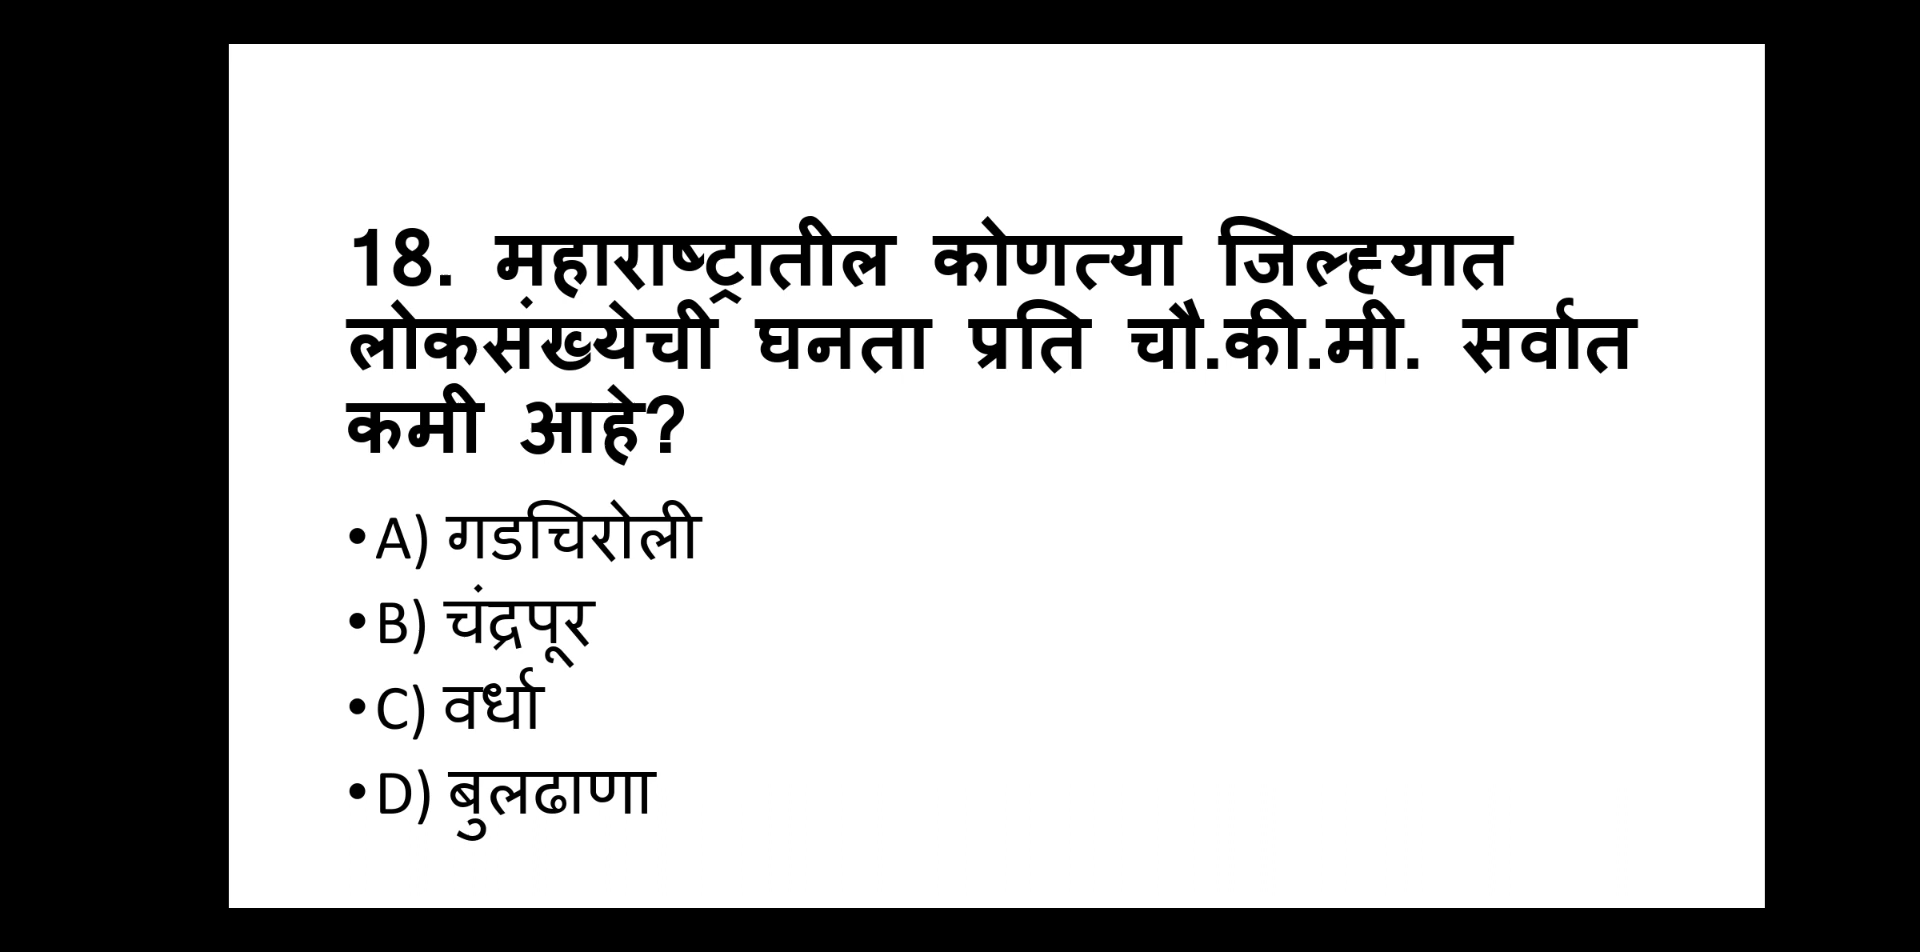 18. महाराष्ट्रातील कोणत्या जिल्ह्यात
लोकसंख्येची घनता प्रति चौ.की.मी. सर्वात
कमी आहे?
•A) गडचिरोली
•B) चंद्रपूर
•C) वर्धा
•D) बुलढाणा